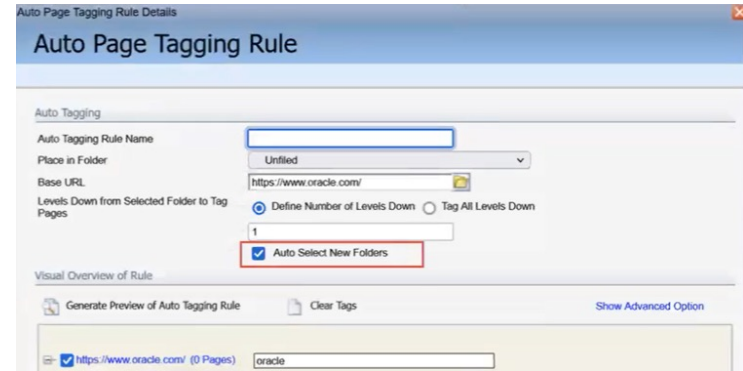 Auto Page Tagging Rule Details
Auto Page Tagging Rule
Auto Tagging
Auto Tagging Rule Name
Place in Folder Unfiled
Base URL https://www.oracle.com/
Levels Down from Selected Folder to Tag Pages Define Number of Levels Down Tag All Levels Down
1
Auto Select New Folders
Visual Overview of Rule
Generate Preview of Auto Tagging Rule Clear Tags Show Advanced Option
https://www.oracle.com/ (0 Pages) oracle